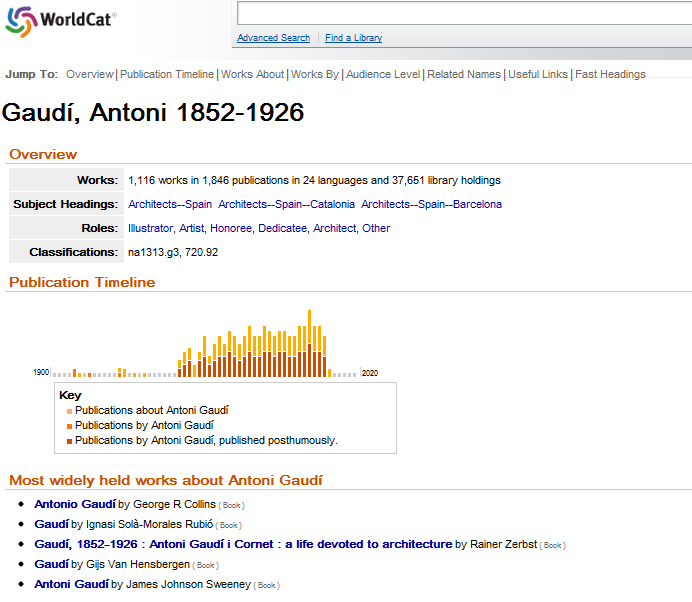 WorldCat®
Advanced Search | Find a Library
Jump To: Overview | Publication Timeline | Works About | Works By | Audience Level | Related Names | Useful Links | Fast Headings
Gaudí, Antoni 1852-1926
Overview
Works: 1,116 works in 1,846 publications in 24 languages and 37,651 library holdings
Subject Headings: Architects--Spain Architects--Spain--Catalonia Architects--Spain--Barcelona
Roles: Illustrator, Artist, Honoree, Dedicatee, Architect, Other
Classifications: na1313.g3, 720.92
Publication Timeline
1900 2020
Key
Publications about Antoni Gaudí
Publications by Antoni Gaudí
Publications by Antoni Gaudí, published posthumously.
Most widely held works about Antoni Gaudí
Antonio Gaudí by George R Collins ( Book )
Gaudí by Ignasi Solà-Morales Rubió ( Book )
Gaudí, 1852-1926 : Antoni Gaudí i Cornet : a life devoted to architecture by Rainer Zerbst ( Book )
Gaudí by Gijs Van Hensbergen ( Book )
Antoni Gaudí by James Johnson Sweeney ( Book )